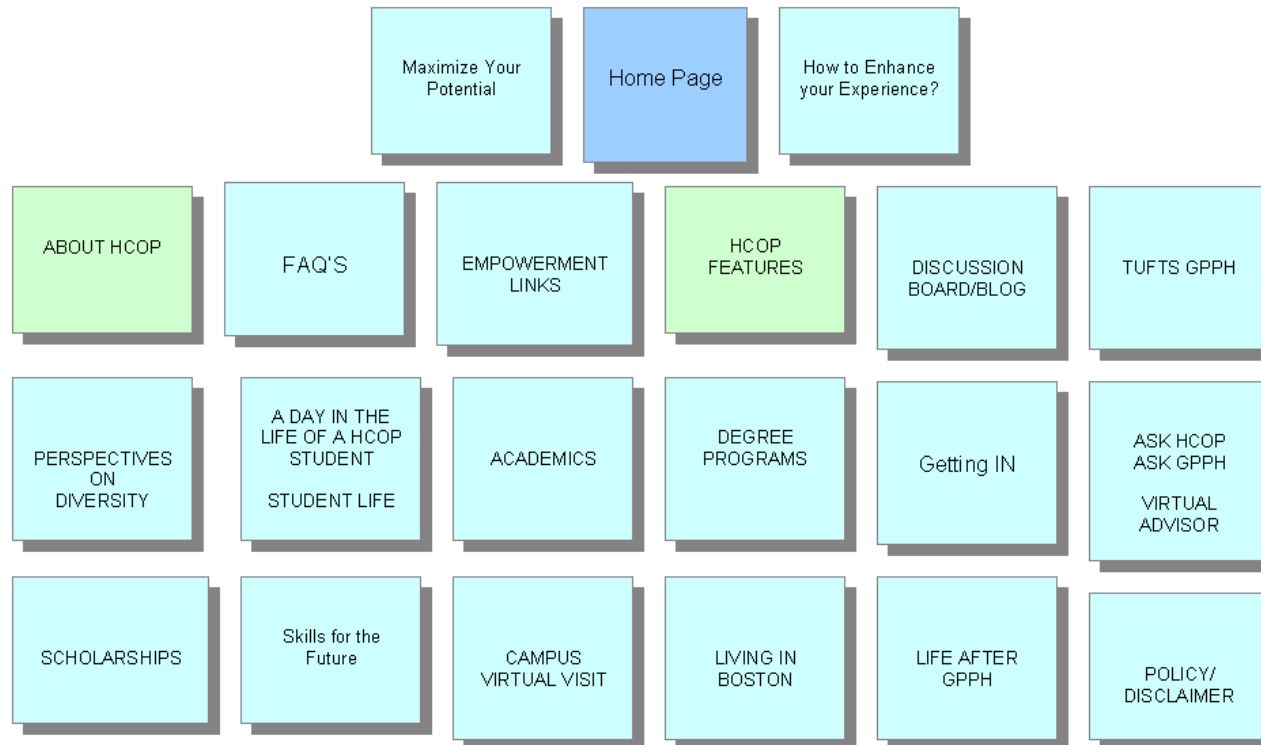 Maximize Your
Potential
Home Page
How to Enhance
your Experience?
ABOUT HCOP
FAQ'S
EMPOWERMENT
LINKS
HCOP
FEATURES
DISCUSSION
BOARD/BLOG
TUFTS GPPH
PERSPECTIVES
ON
DIVERSITY
A DAY IN THE
LIFE OF A HCOP
STUDENT
STUDENT LIFE
ACADEMICS
DEGREE
PROGRAMS
Getting IN
ASK HCOP
ASK GPPH
VIRTUAL
ADVISOR
SCHOLARSHIPS
Skills for the
Future
CAMPUS
VIRTUAL VISIT
LIVING IN
BOSTON
LIFE AFTER
GPPH
POLICY/
DISCLAIMER